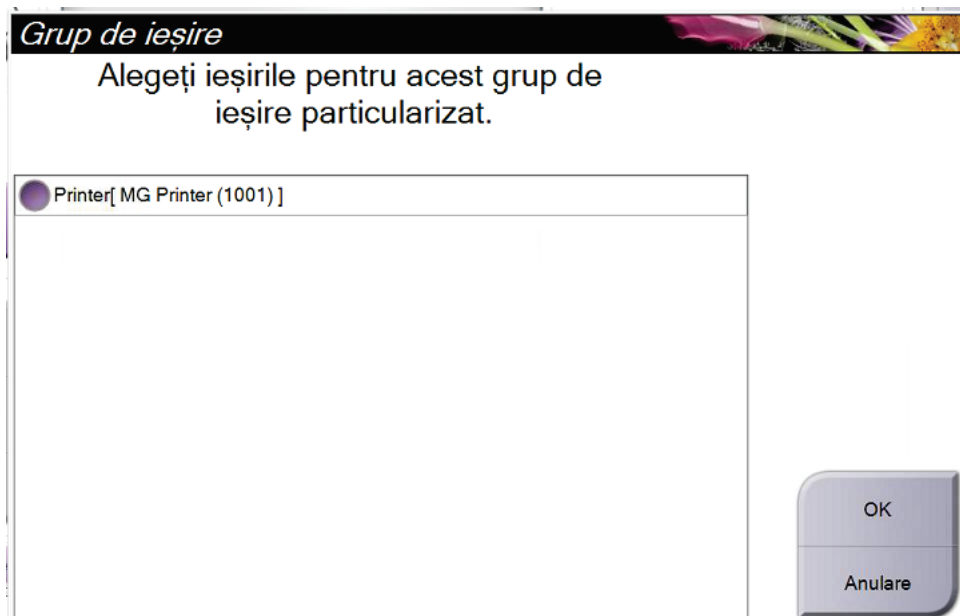 Grup de ieșire
Alegeți ieșirile pentru acest grup de
ieșire particularizat.
Printer[ MG Printer (1001) ]
OK
Anulare